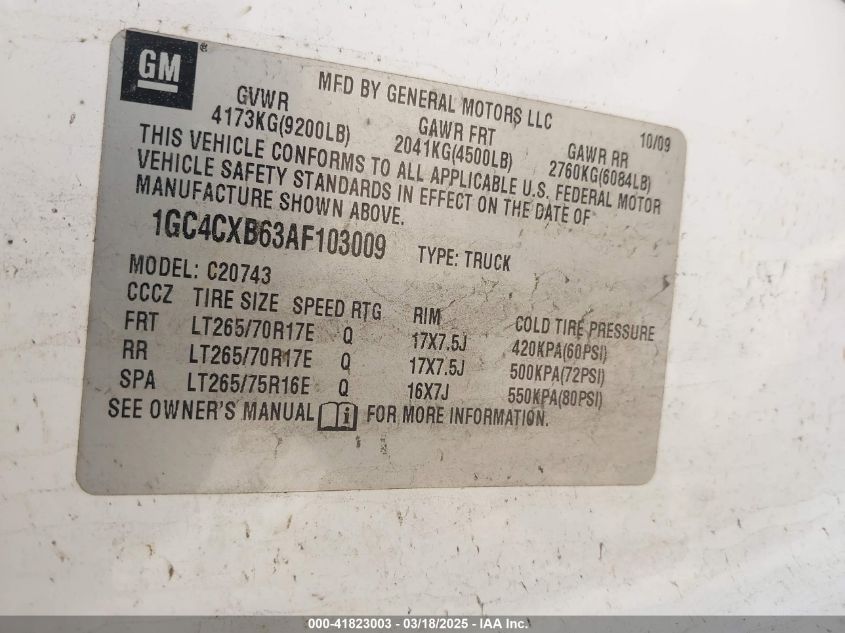 GM®
MFD BY GENERAL MOTORS LLC
10/09
GVWR GAWR FRT GAWR RR
4173KG(9200LB) 2041KG(4500LB) 2760KG(6084LB)
THIS VEHICLE CONFORMS TO ALL APPLICABLE U.S. FEDERAL MOTOR
VEHICLE SAFETY STANDARDS IN EFFECT ON THE DATE OF
MANUFACTURE SHOWN ABOVE.
1GC4CXB63AF103009 TYPE: TRUCK
MODEL: C20743
CCCZ TIRE SIZE SPEED RTG RIM COLD TIRE PRESSURE
FRT LT265/70R17E Q 17X7.5J 420KPA(60PSI)
RR LT265/70R17E Q 17X7.5J 500KPA(72PSI)
SPA LT265/75R16E Q 16X7J 550KPA(80PSI)
SEE OWNER'S MANUAL i FOR MORE INFORMATION.
000-41823003 — 03/18/2025 — IAA Inc.